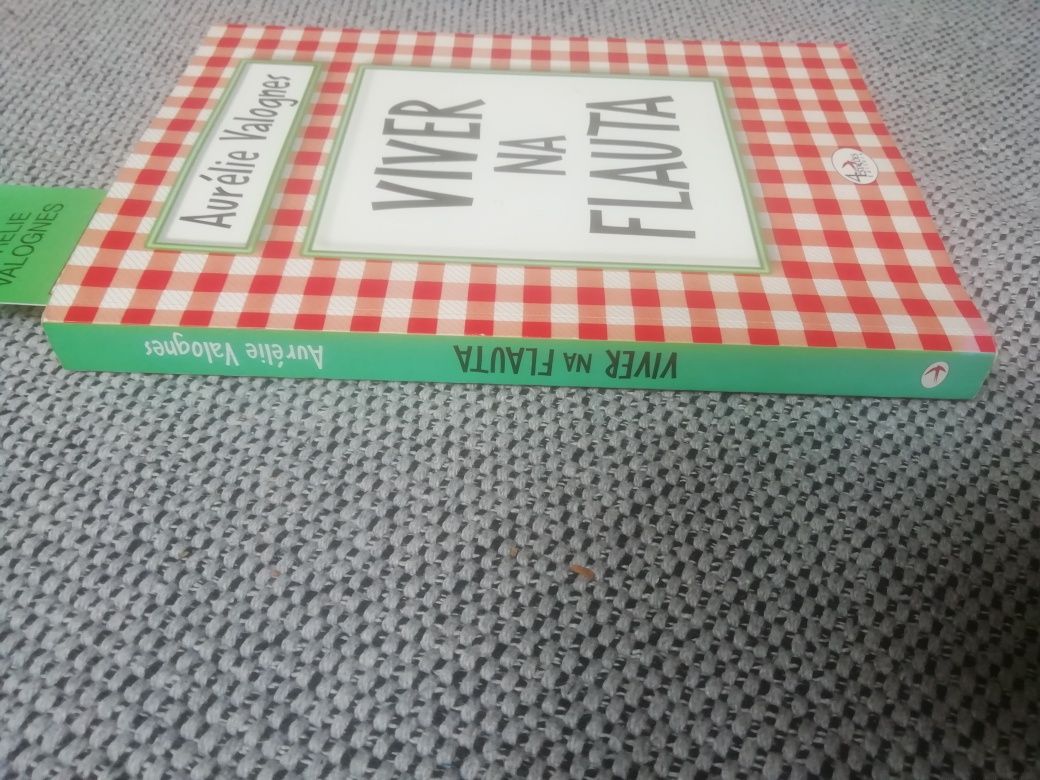 Aurélie Valognes
VIVER
NA
FLAUTA
VALOGNES
Aurélie Valognes
VIVER NA FLAUTA